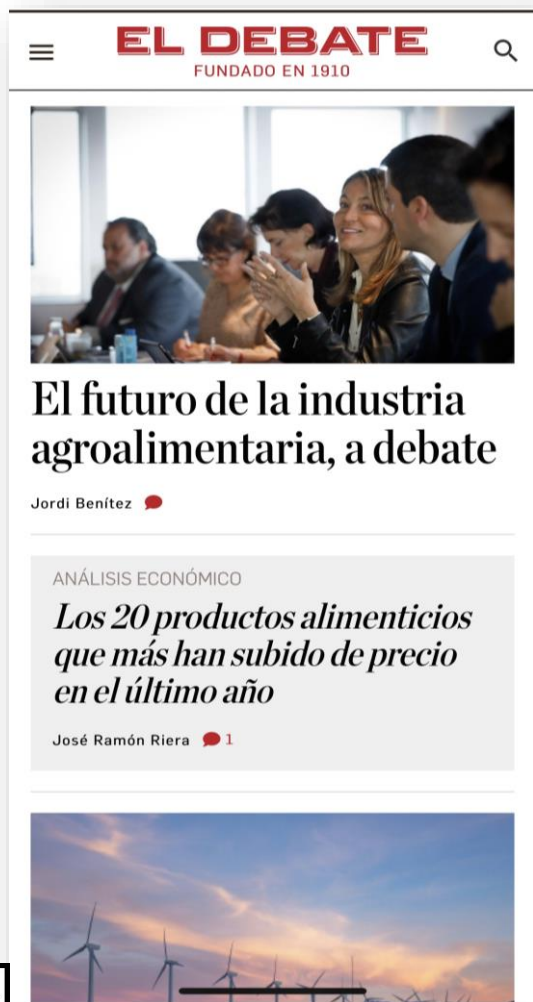 EL DEBATE
FUNDADO EN 1910
El futuro de la industria
agroalimentaria, a debate
Jordi Benítez
ANÁLISIS ECONÓMICO
Los 20 productos alimenticios
que más han subido de precio
en el último año
José Ramón Riera 1